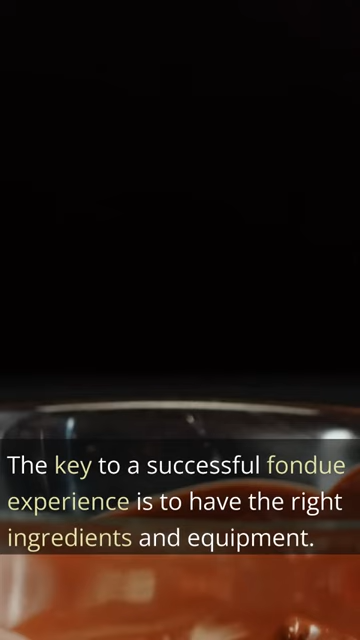 The key to a successful fondue
experience is to have the right
ingredients and equipment.